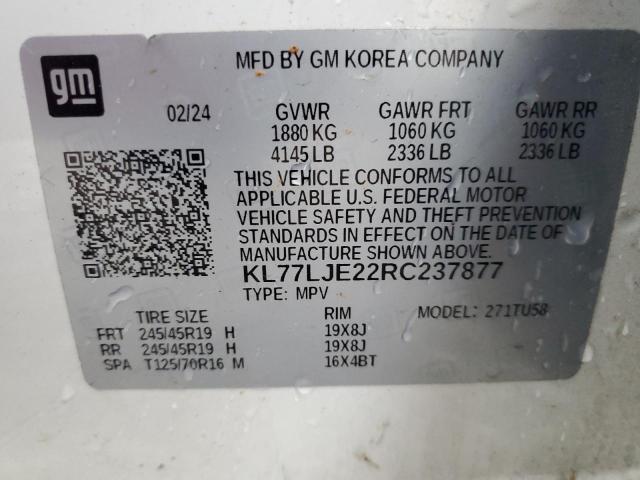 gm
MFD BY GM KOREA COMPANY
02/24 GVWR GAWR FRT GAWR RR
1880 KG 1060 KG 1060 KG
4145 LB 2336 LB 2336 LB
THIS VEHICLE CONFORMS TO ALL
APPLICABLE U.S. FEDERAL MOTOR
VEHICLE SAFETY AND THEFT PREVENTION
STANDARDS IN EFFECT ON THE DATE OF
MANUFACTURE SHOWN ABOVE.
KL77LJE22RC237877
TYPE: MPV MODEL: 271TU58
TIRE SIZE RIM
FRT 245/45R19 H 19X8J
RR 245/45R19 H 19X8J
SPA T125/70R16 M 16X4BT